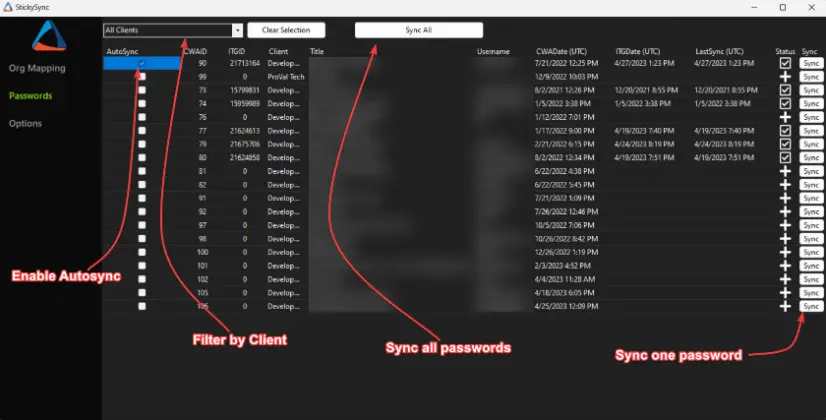 StickySync
All Clients Clear Selection Sync All
AutoSync CWAID ITGID Client Title Username CWADate (UTC) ITGDate (UTC) LastSync (UTC) Status Sync
Org Mapping
Passwords
Options
90 21713164 Develop... 7/21/2022 12:25 PM 4/27/2023 1:23 PM 4/27/2023 1:23 PM Sync
99 0 ProVal Tech 12/9/2022 10:03 PM Sync
73 15799831 Develop... 8/2/2021 12:26 PM 12/20/2021 8:55 PM 12/20/2021 8:55 PM Sync
74 15959989 Develop... 1/5/2022 3:38 PM 1/5/2022 3:38 PM 1/5/2022 3:38 PM Sync
76 0 Develop... 1/12/2022 7:01 PM Sync
77 21624613 Develop... 1/17/2022 9:00 PM 4/19/2023 7:40 PM 4/19/2023 7:40 PM Sync
79 21675706 Develop... 2/21/2022 6:15 PM 4/24/2023 8:19 PM 4/24/2023 8:19 PM Sync
80 21624858 Develop... 8/2/2022 12:34 PM 4/19/2023 7:51 PM 4/19/2023 7:51 PM Sync
81 0 Develop... 6/22/2022 4:38 PM Sync
82 0 Develop... 6/22/2022 5:45 PM Sync
91 0 Develop... 7/21/2022 1:09 PM Sync
92 0 Develop... 7/26/2022 12:46 PM Sync
97 0 Develop... 10/5/2022 7:06 PM Sync
98 0 Develop... 10/26/2022 8:42 PM Sync
100 0 Develop... 12/26/2022 1:19 PM Sync
101 0 Develop... 2/3/2023 4:52 PM Sync
102 0 Develop... 4/4/2023 11:28 AM Sync
105 0 Develop... 4/18/2023 6:05 PM Sync
106 0 Develop... 4/25/2023 12:09 PM Sync
Enable Autosync
Filter by Client
Sync all passwords
Sync one password